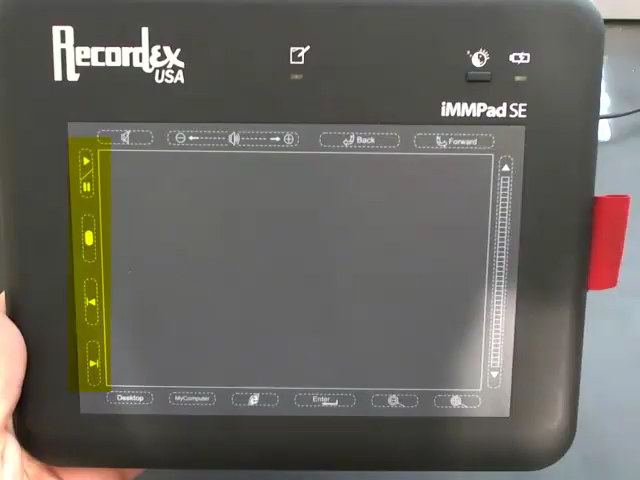 Recordex
USA
iMMPad SE
Back
Forward
Desktop
MyComputer
Enter